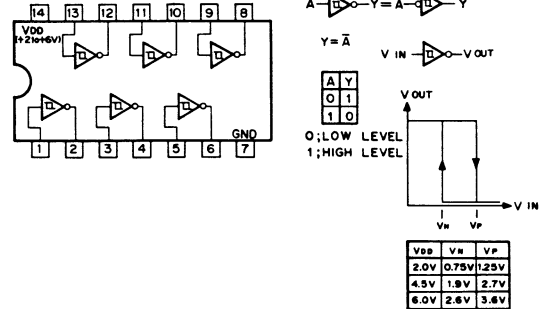 14 13 12 11 10 9 8
VDD
(+2 to +6V)
GND
1 2 3 4 5 6 7
A Y = A Y
Y = A̅
V IN V OUT
A Y
0 1
1 0
0;LOW LEVEL
1;HIGH LEVEL
V OUT
V IN
VN VP
VDD VN VP
2.0V 0.75V 1.25V
4.5V 1.9V 2.7V
6.0V 2.6V 3.6V